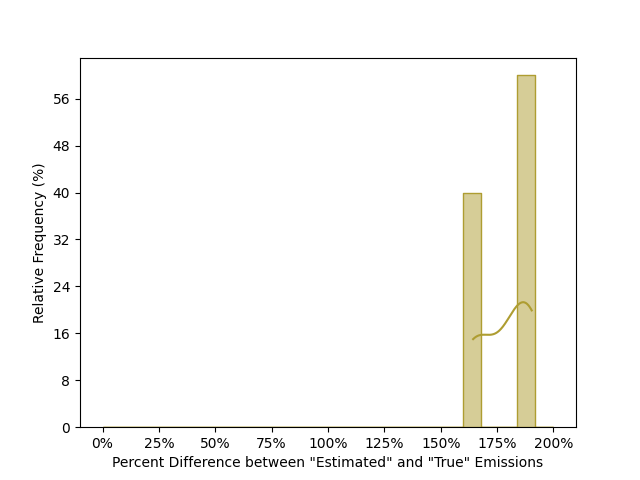 56
48
40
32
24
16
8
0
Relative Frequency (%)
0% 25% 50% 75% 100% 125% 150% 175% 200%
Percent Difference between "Estimated" and "True" Emissions